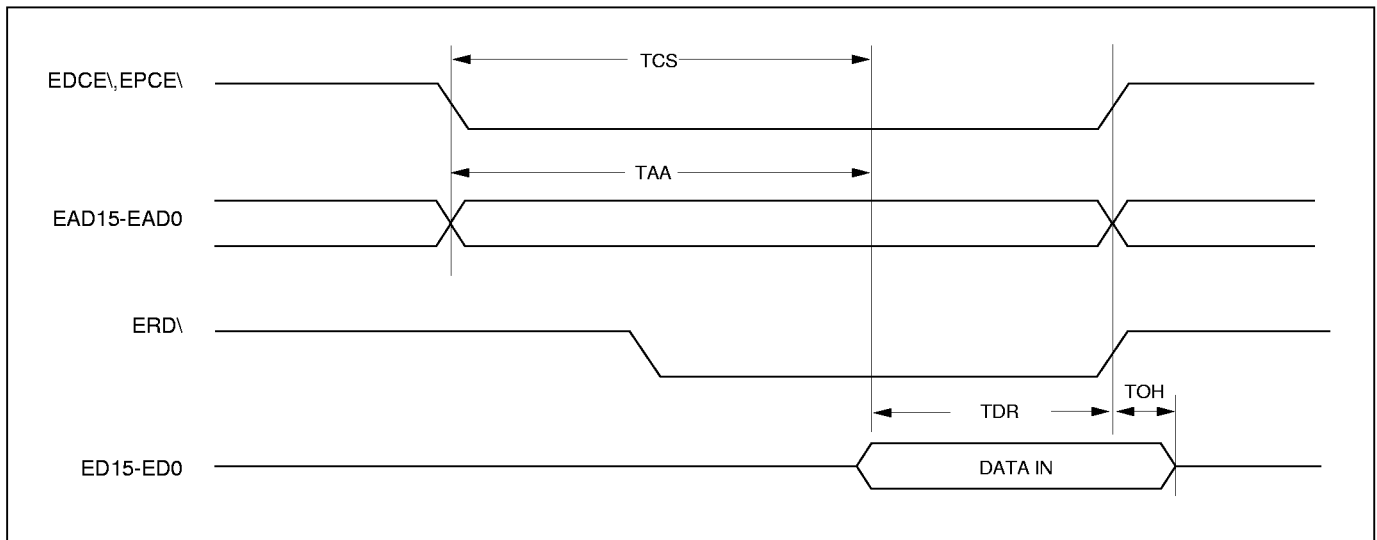 TCS
EDCE\,EPCE\
TAA
EAD15-EAD0
ERD\
TOH
TDR
ED15-ED0
DATA IN